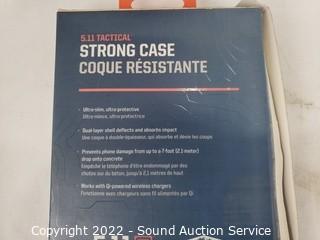 5.11 TACTICAL
STRONG CASE
COQUE RÉSISTANTE
• Ultra-slim, ultra-protective
Ultra-mince, ultra-protectrice
• Dual-layer shell deflects and absorbs impact
Une coque à double-épaisseur, qui absorbe et dévie les coups
• Prevents phone damage from up to a 7-foot (2.1 meter)
drop onto concrete
Empêche le téléphone d'être endommagé par des
chutes sur du béton, jusqu'à 2,1 mètres de haut
• Works with Qi-powered wireless chargers
Fonctionne avec chargeurs sans fil alimentés par Qi
5.11
Copyright 2022 - Sound Auction Service